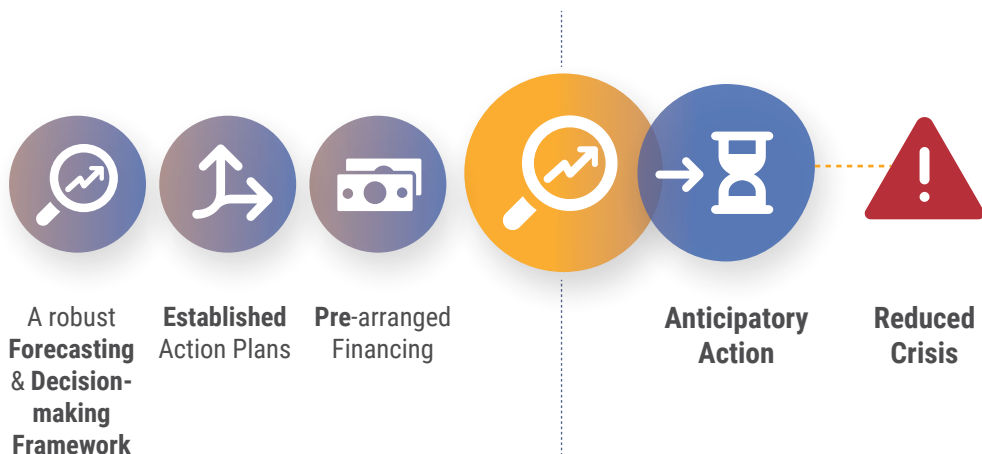 A robust
Forecasting
& Decision-
making
Framework
Established
Action Plans
Pre-arranged
Financing
Anticipatory
Action
Reduced
Crisis